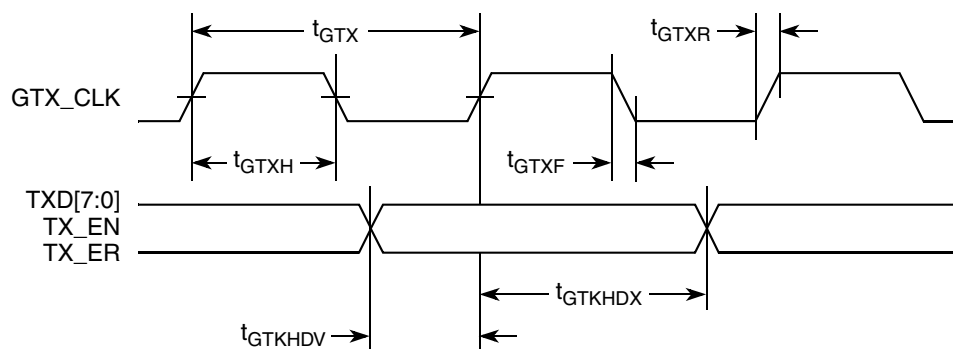 tGTX
tGTXR
GTX_CLK
tGTXH
tGTXF
TXD[7:0]
TX_EN
TX_ER
tGTKHDX
tGTKHDV